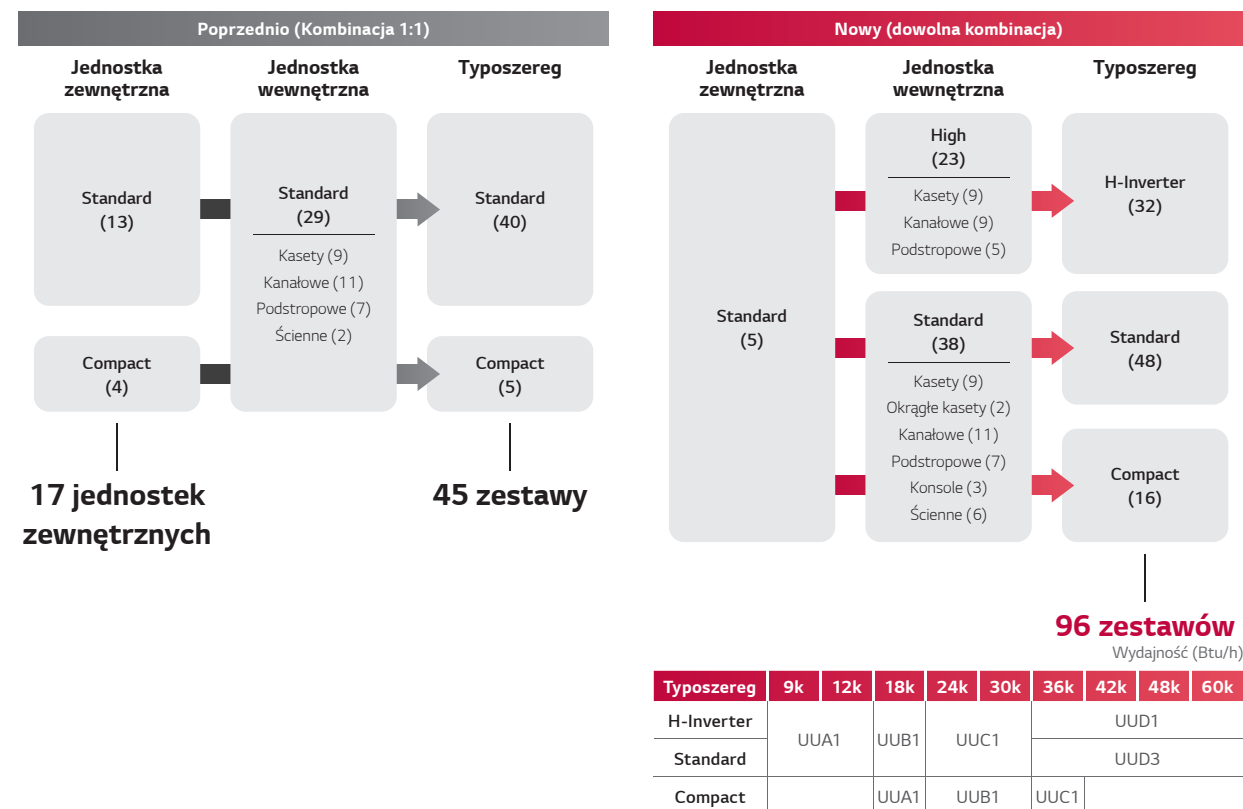 Poprzednio (Kombinacja 1:1)
Jednostka
zewnętrzna
Jednostka
wewnętrzna
Typoszereg
Standard
(13)
Standard
(29)
Kasety (9)
Kanałowe (11)
Podstropowe (7)
Ścienne (2)
Standard
(40)
Compact
(4)
Compact
(5)
17 jednostek
zewnętrznych
45 zestawy
Nowy (dowolna kombinacja)
Jednostka
zewnętrzna
Jednostka
wewnętrzna
Typoszereg
Standard
(5)
High
(23)
Kasety (9)
Kanałowe (9)
Podstropowe (5)
H-Inverter
(32)
Standard
(38)
Kasety (9)
Okrągłe kasety (2)
Kanałowe (11)
Podstropowe (7)
Konsole (3)
Ścienne (6)
Standard
(48)
Compact
(16)
96 zestawów
Wydajność (Btu/h)
Typoszereg 9k 12k 18k 24k 30k 36k 42k 48k 60k
H-Inverter UUA1 UUB1 UUC1 UUD1
Standard UUD3
Compact UUA1 UUB1 UUC1